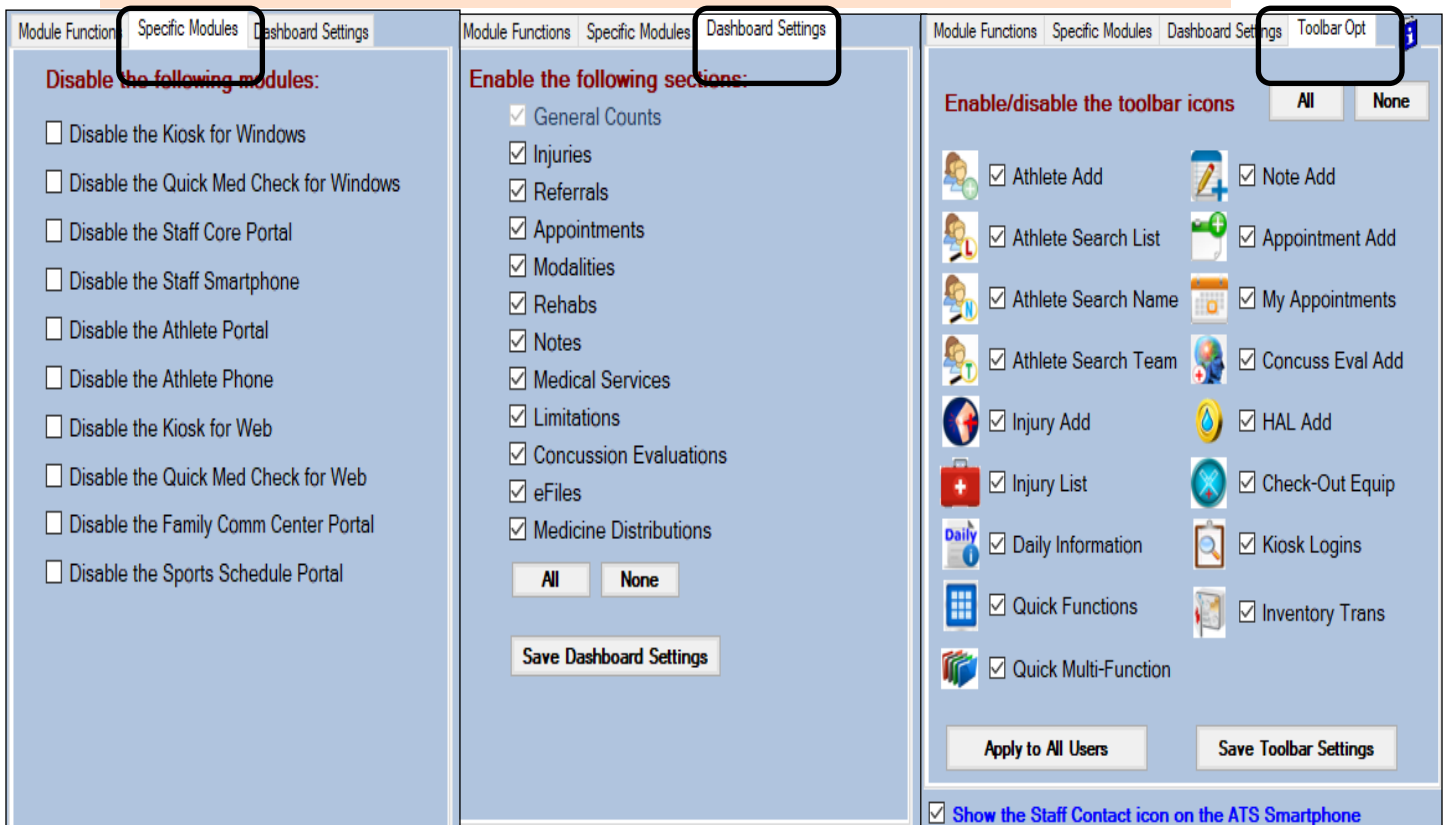 Module Functions Specific Modules Dashboard Settings
Disable the following modules:
Disable the Kiosk for Windows
Disable the Quick Med Check for Windows
Disable the Staff Core Portal
Disable the Staff Smartphone
Disable the Athlete Portal
Disable the Athlete Phone
Disable the Kiosk for Web
Disable the Quick Med Check for Web
Disable the Family Comm Center Portal
Disable the Sports Schedule Portal
Module Functions Specific Modules Dashboard Settings
Enable the following sections:
General Counts
Injuries
Referrals
Appointments
Modalities
Rehabs
Notes
Medical Services
Limitations
Concussion Evaluations
eFiles
Medicine Distributions
All None
Save Dashboard Settings
Module Functions Specific Modules Dashboard Settings Toolbar Opt
Enable/disable the toolbar icons All None
Athlete Add Note Add
L Athlete Search List Appointment Add
N Athlete Search Name My Appointments
T Athlete Search Team Concuss Eval Add
Injury Add HAL Add
Injury List Check-Out Equip
Daily Daily Information Kiosk Logins
Quick Functions Inventory Trans
Quick Multi-Function
Apply to All Users Save Toolbar Settings
Show the Staff Contact icon on the ATS Smartphone